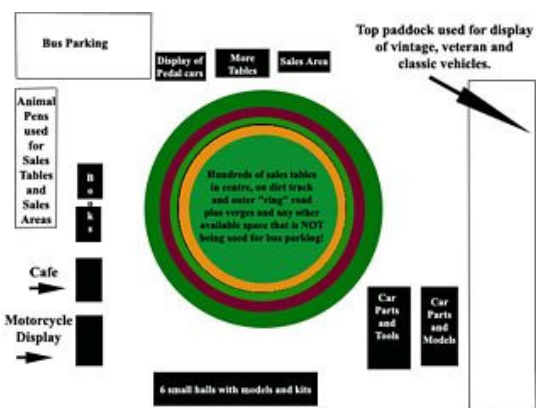 Bus Parking
Display of
Pedal cars
More
Tables
Sales Area
Top paddock used for display
of vintage, veteran and
classic vehicles.
Animal
Pens
used
for
Sales
Tables
and
Sales
Areas
B
o
o
k
s
Hundreds of sales tables
in centre, on dirt track
and outer "ring" road
plus verges and any other
available space that is NOT
being used for bus parking!
Cafe
Motorcycle
Display
Car
Parts
and
Tools
Car
Parts
and
Models
6 small halls with models and kits